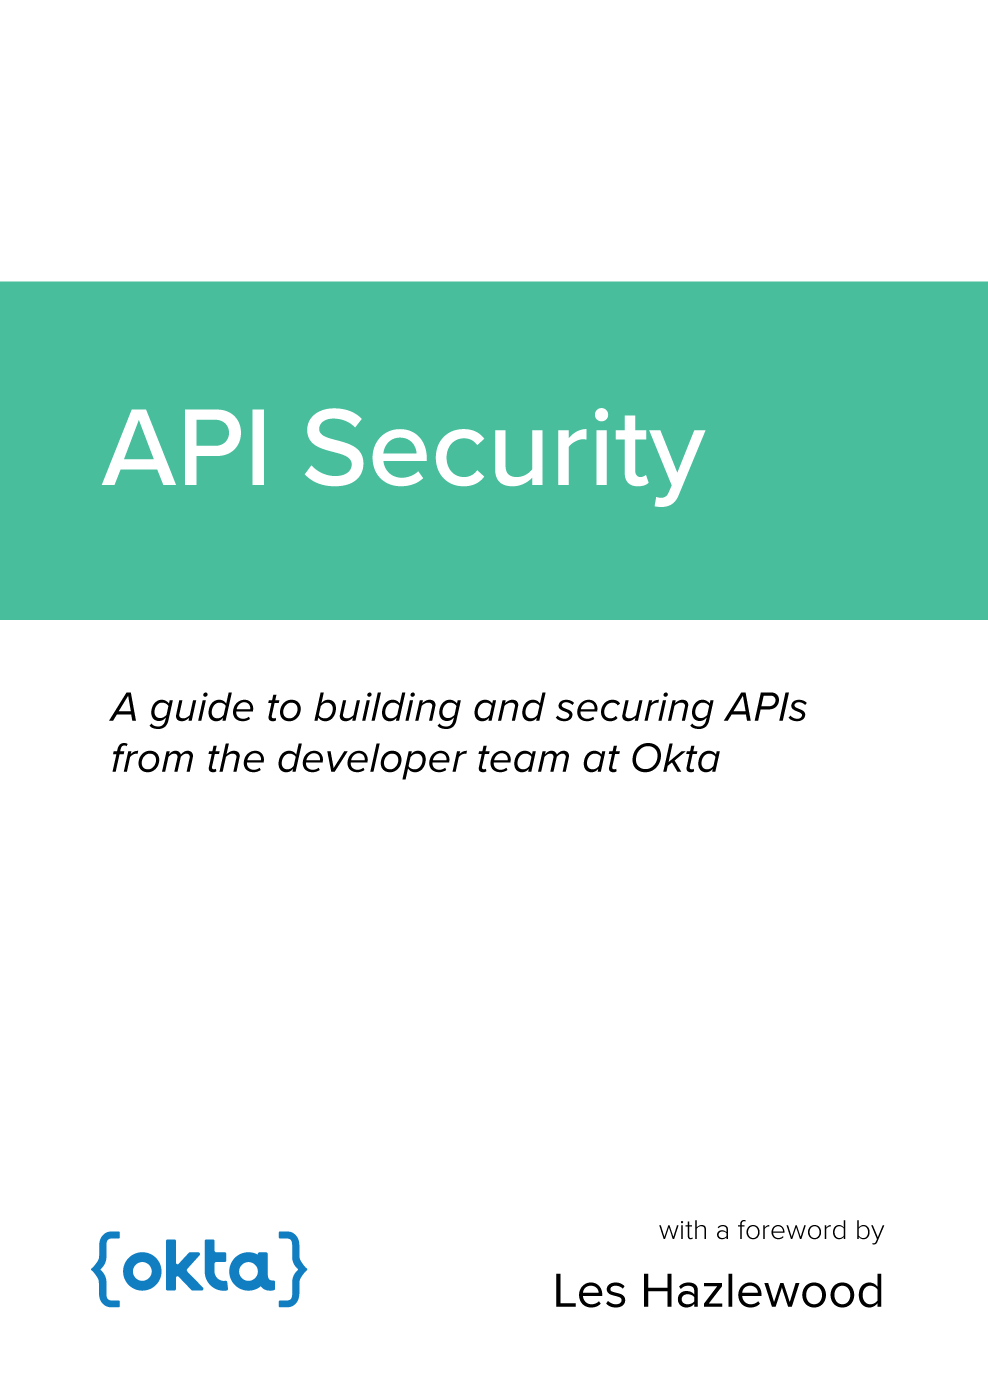 API Security
A guide to building and securing APIs
from the developer team at Okta
with a foreword by
{okta}
Les Hazlewood